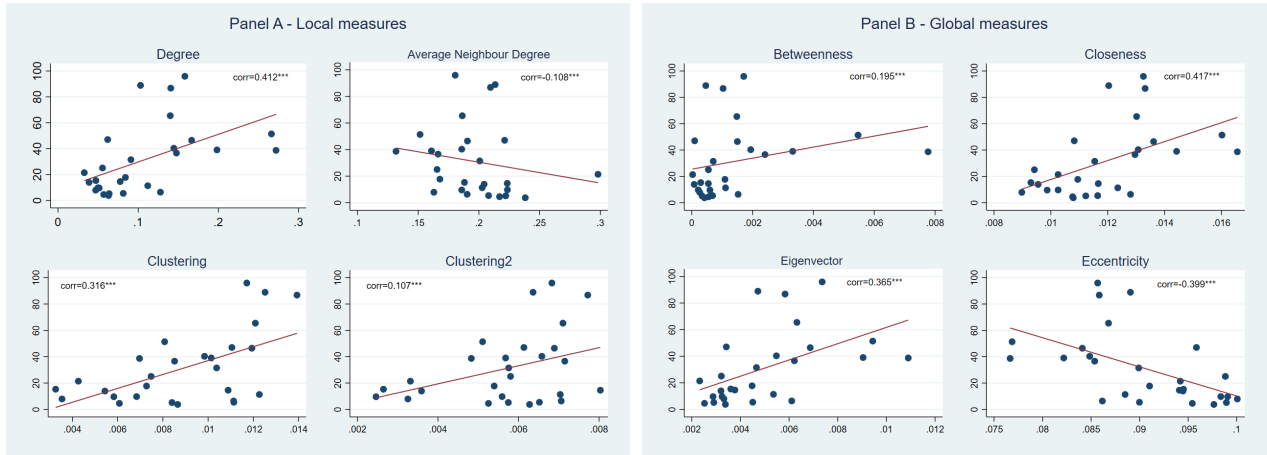 Panel A - Local measures
Degree
corr=0.412***
0 20 40 60 80 100
0 .1 .2 .3
Average Neighbour Degree
corr=-0.108***
0 20 40 60 80 100
.1 .15 .2 .25 .3
Clustering
corr=0.316***
0 20 40 60 80 100
.004 .006 .008 .01 .012 .014
Clustering2
corr=0.107***
0 20 40 60 80 100
.002 .004 .006 .008
Panel B - Global measures
Betweenness
corr=0.195***
0 20 40 60 80 100
0 .002 .004 .006 .008
Closeness
corr=0.417***
0 20 40 60 80 100
.008 .01 .012 .014 .016
Eigenvector
corr=0.365***
0 20 40 60 80 100
.002 .004 .006 .008 .01 .012
Eccentricity
corr=-0.399***
0 20 40 60 80 100
.075 .08 .085 .09 .095 .1